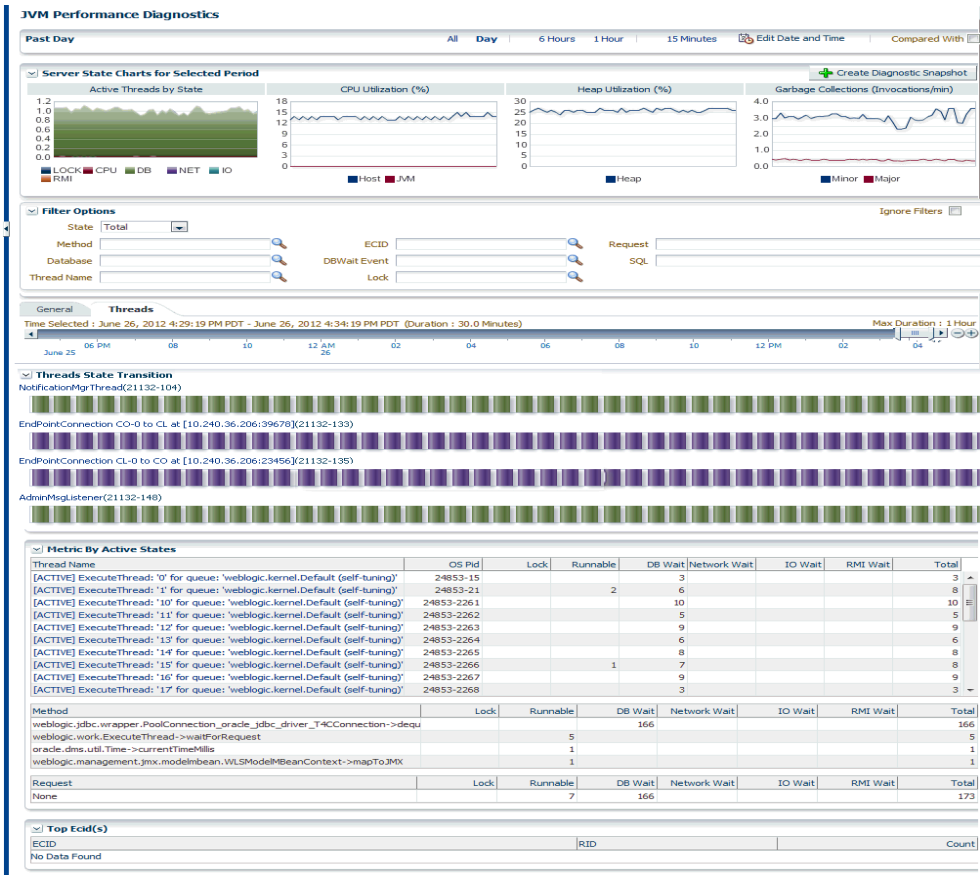 JVM Performance Diagnostics
Past Day All Day 6 Hours 1 Hour 15 Minutes Edit Date and Time Compared With
Server State Charts for Selected Period Create Diagnostic Snapshot
Active Threads by State CPU Utilization (%) Heap Utilization (%) Garbage Collections (Invocations/min)
1.2 1.0 0.8 0.6 0.4 0.2 0.0
18 15 12 9 6 3 0
30 25 20 15 10 5 0
4.0 3.0 2.0 1.0 0.0
LOCK CPU DB NET IO
RMI
Host JVM
Heap
Minor Major
Filter Options Ignore Filters
State Total
Method ECID Request
Database DBWait Event SQL
Thread Name Lock
General Threads
Time Selected : June 26, 2012 4:29:19 PM PDT - June 26, 2012 4:34:19 PM PDT (Duration : 30.0 Minutes) Max Duration : 1 Hour
06 PM 08 10 12 AM 02 04 06 08 10 12 PM 02 04
June 25 26
Threads State Transition
NotificationMgrThread(21132-104)
EndPointConnection CO-0 to CL at [10.240.36.206:39678](21132-133)
EndPointConnection CL-0 to CO at [10.240.36.206:23456](21132-135)
AdminMsgListener(21132-148)
Metric By Active States
Thread Name OS Pid Lock Runnable DB Wait Network Wait IO Wait RMI Wait Total
[ACTIVE] ExecuteThread: '0' for queue: 'weblogic.kernel.Default (self-tuning)' 24853-15 3 3
[ACTIVE] ExecuteThread: '1' for queue: 'weblogic.kernel.Default (self-tuning)' 24853-21 2 6 8
[ACTIVE] ExecuteThread: '10' for queue: 'weblogic.kernel.Default (self-tuning)' 24853-2261 10 10
[ACTIVE] ExecuteThread: '11' for queue: 'weblogic.kernel.Default (self-tuning)' 24853-2262 5 5
[ACTIVE] ExecuteThread: '12' for queue: 'weblogic.kernel.Default (self-tuning)' 24853-2263 9 9
[ACTIVE] ExecuteThread: '13' for queue: 'weblogic.kernel.Default (self-tuning)' 24853-2264 6 6
[ACTIVE] ExecuteThread: '14' for queue: 'weblogic.kernel.Default (self-tuning)' 24853-2265 8 8
[ACTIVE] ExecuteThread: '15' for queue: 'weblogic.kernel.Default (self-tuning)' 24853-2266 1 7 8
[ACTIVE] ExecuteThread: '16' for queue: 'weblogic.kernel.Default (self-tuning)' 24853-2267 9 9
[ACTIVE] ExecuteThread: '17' for queue: 'weblogic.kernel.Default (self-tuning)' 24853-2268 3 3
Method Lock Runnable DB Wait Network Wait IO Wait RMI Wait Total
weblogic.jdbc.wrapper.PoolConnection_oracle_jdbc_driver_T4CConnection->dequ 166 166
weblogic.work.ExecuteThread->waitForRequest 5 5
oracle.dms.util.Time->currentTimeMillis 1 1
weblogic.management.jmx.modelmbean.WLSModelMBeanContext->mapToJMX 1 1
Request Lock Runnable DB Wait Network Wait IO Wait RMI Wait Total
None 7 166 173
Top Ecid(s)
ECID RID Count
No Data Found